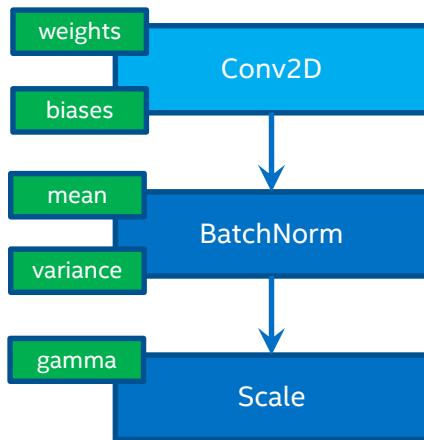 weights
Conv2D
biases
mean
BatchNorm
variance
gamma
Scale